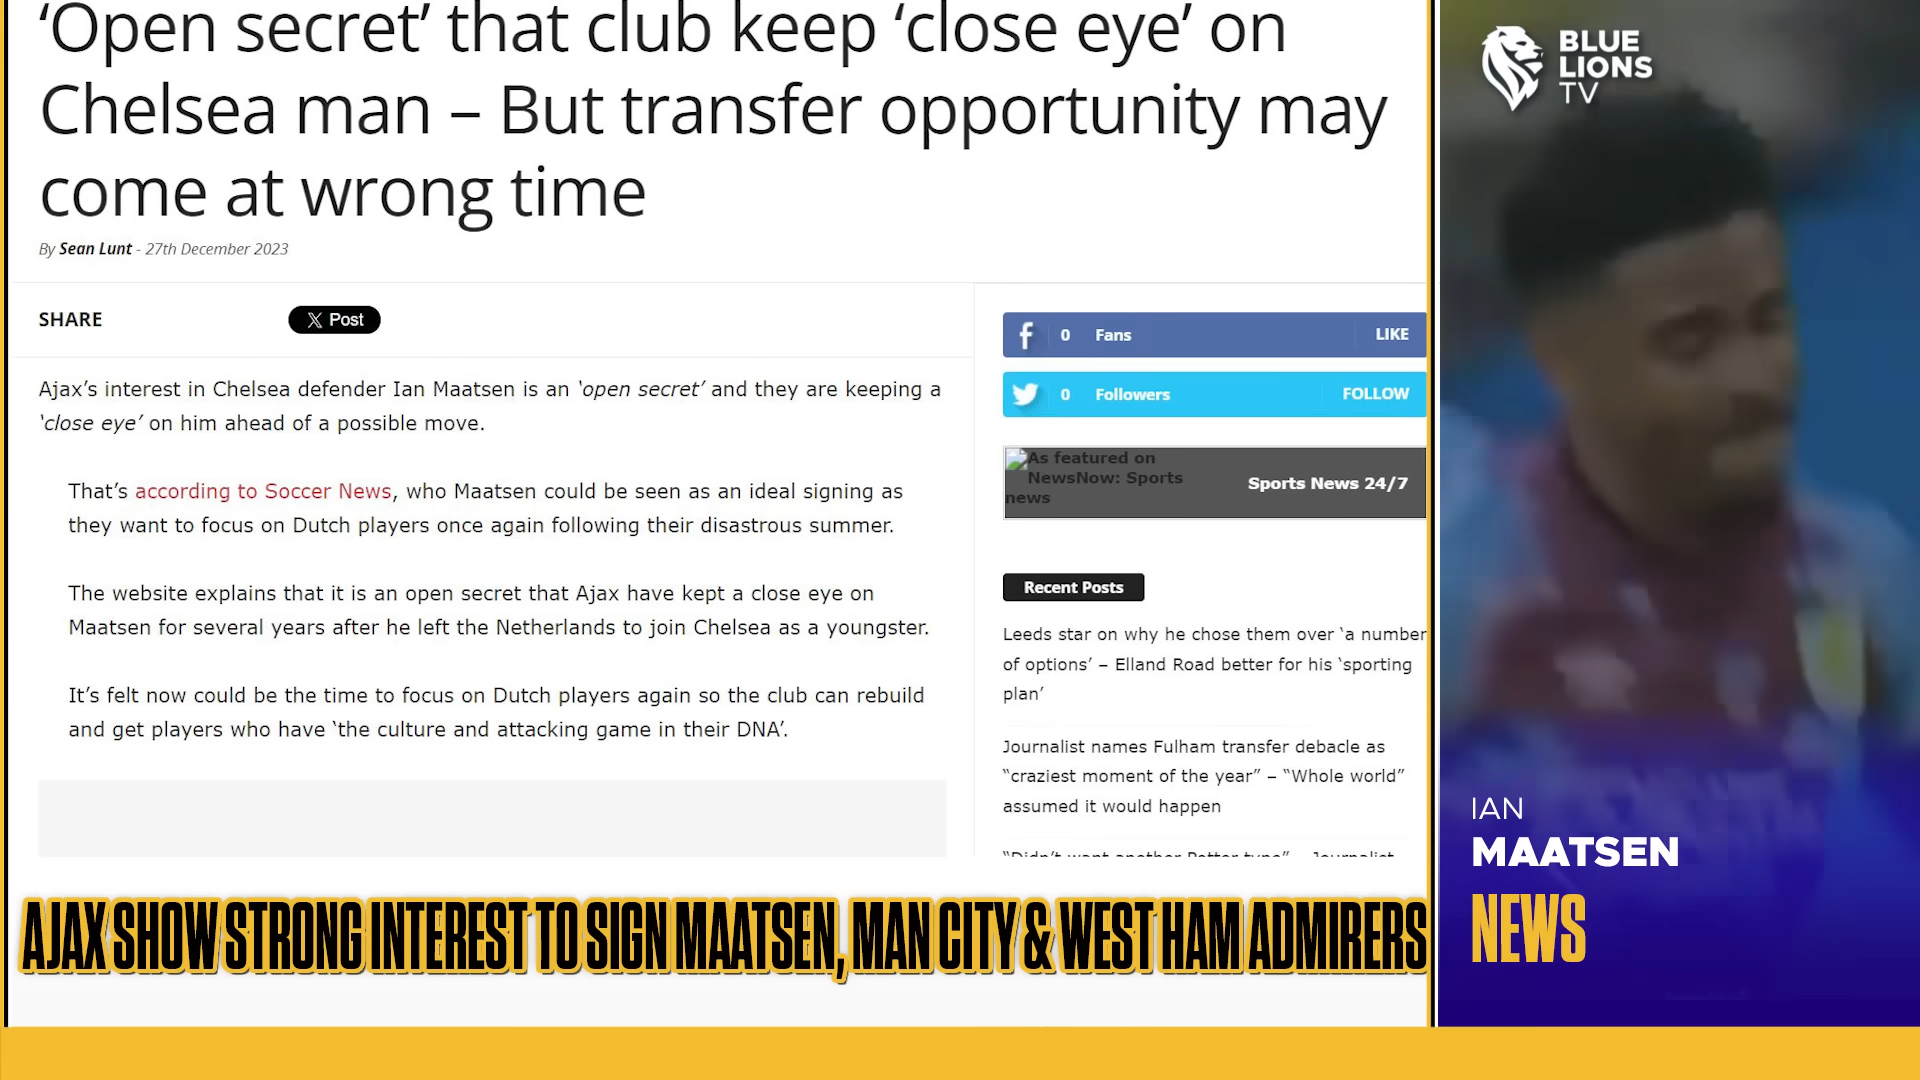 ‘Open secret’ that club keep ‘close eye’ on
Chelsea man – But transfer opportunity may
come at wrong time
By Sean Lunt - 27th December 2023
SHARE
X Post
Ajax’s interest in Chelsea defender Ian Maatsen is an ‘open secret’ and they are keeping a
‘close eye’ on him ahead of a possible move.
That’s according to Soccer News, who Maatsen could be seen as an ideal signing as
they want to focus on Dutch players once again following their disastrous summer.
The website explains that it is an open secret that Ajax have kept a close eye on
Maatsen for several years after he left the Netherlands to join Chelsea as a youngster.
It’s felt now could be the time to focus on Dutch players again so the club can rebuild
and get players who have ‘the culture and attacking game in their DNA’.
f 0 Fans LIKE
0 Followers FOLLOW
As featured on
NewsNow: Sports
news
Sports News 24/7
Recent Posts
Leeds star on why he chose them over ‘a number
of options’ – Elland Road better for his ‘sporting
plan’
Journalist names Fulham transfer debacle as
“craziest moment of the year” – “Whole world”
assumed it would happen
“Didn’t want another Potter type” – Journalist
AJAX SHOW STRONG INTEREST TO SIGN MAATSEN, MAN CITY & WEST HAM ADMIRERS
BLUE
LIONS
TV
IAN
MAATSEN
NEWS